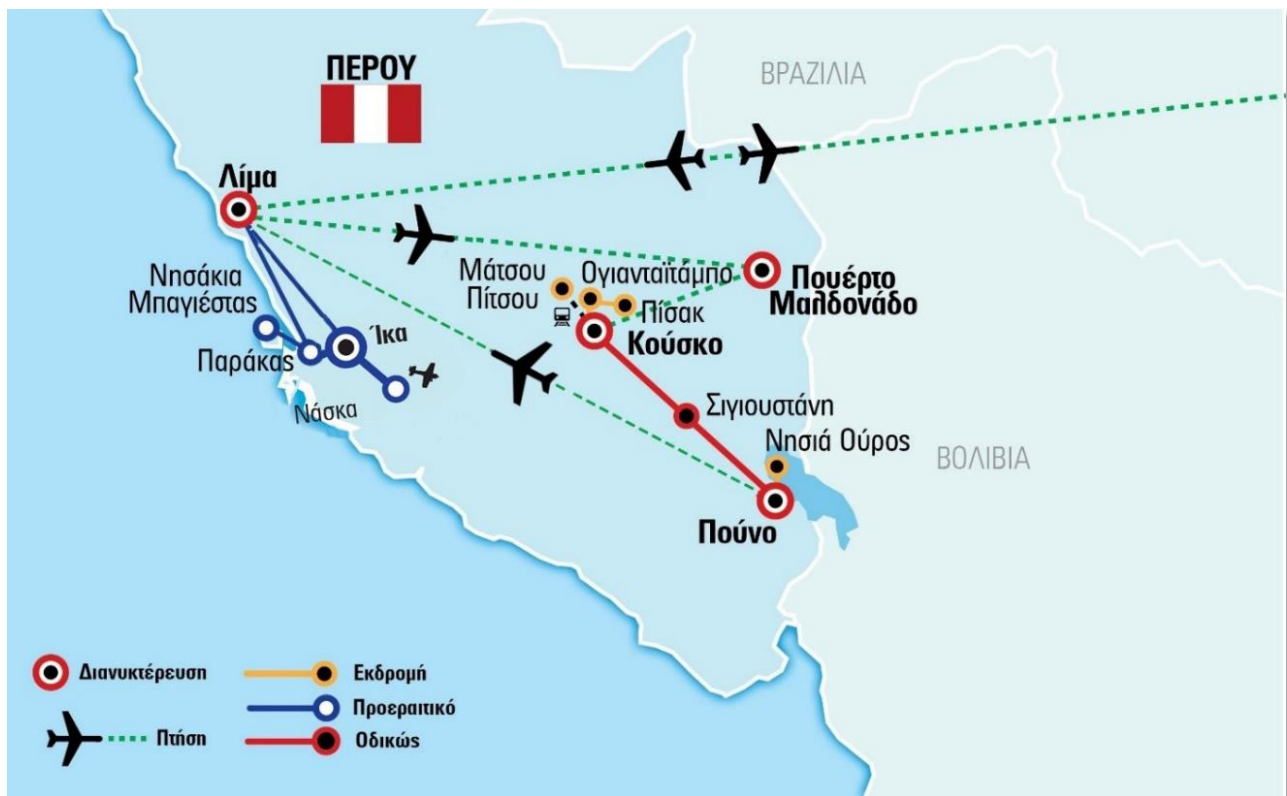 ΠΕΡΟΥ
ΒΡΑΖΙΛΙΑ
Λίμα
Νησάκια
Μπαγιέστας
Μάτσου
Πίτσου
Ογιανταϊτάμπο
Πίσακ
Πουέρτο
Μαλδονάδο
Κούσκο
Ίκα
Παράκας
Νάσκα
Σιγιουστάνη
Νησιά Ούρος
ΒΟΛΙΒΙΑ
Πούνο
Διανυκτέρευση
Εκδρομή
Προεραιτικό
Πτήση
Οδικώς